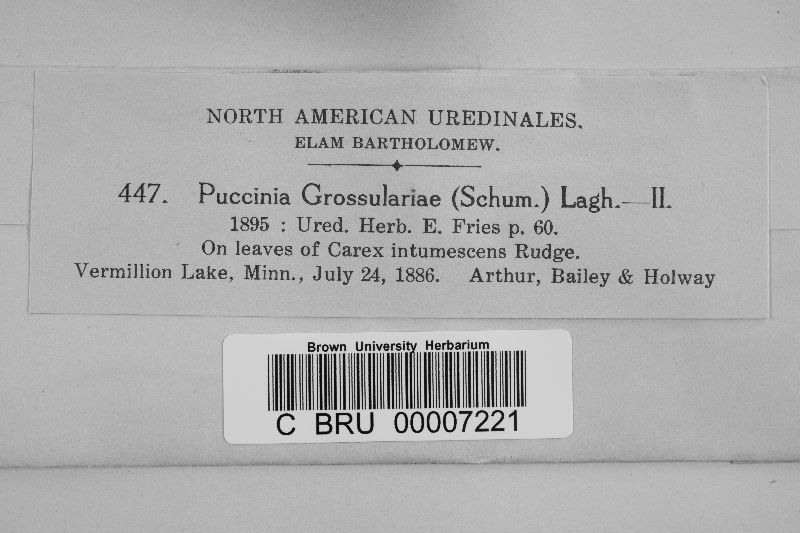 NORTH AMERICAN UREDINALES.
ELAM BARTHOLOMEW.
447. Puccinia Grossulariae (Schum.) Lagh.—II.
1895 : Ured. Herb. E. Fries p. 60.
On leaves of Carex intumescens Rudge.
Vermillion Lake, Minn., July 24, 1886. Arthur, Bailey & Holway
Brown University Herbarium
C BRU 00007221